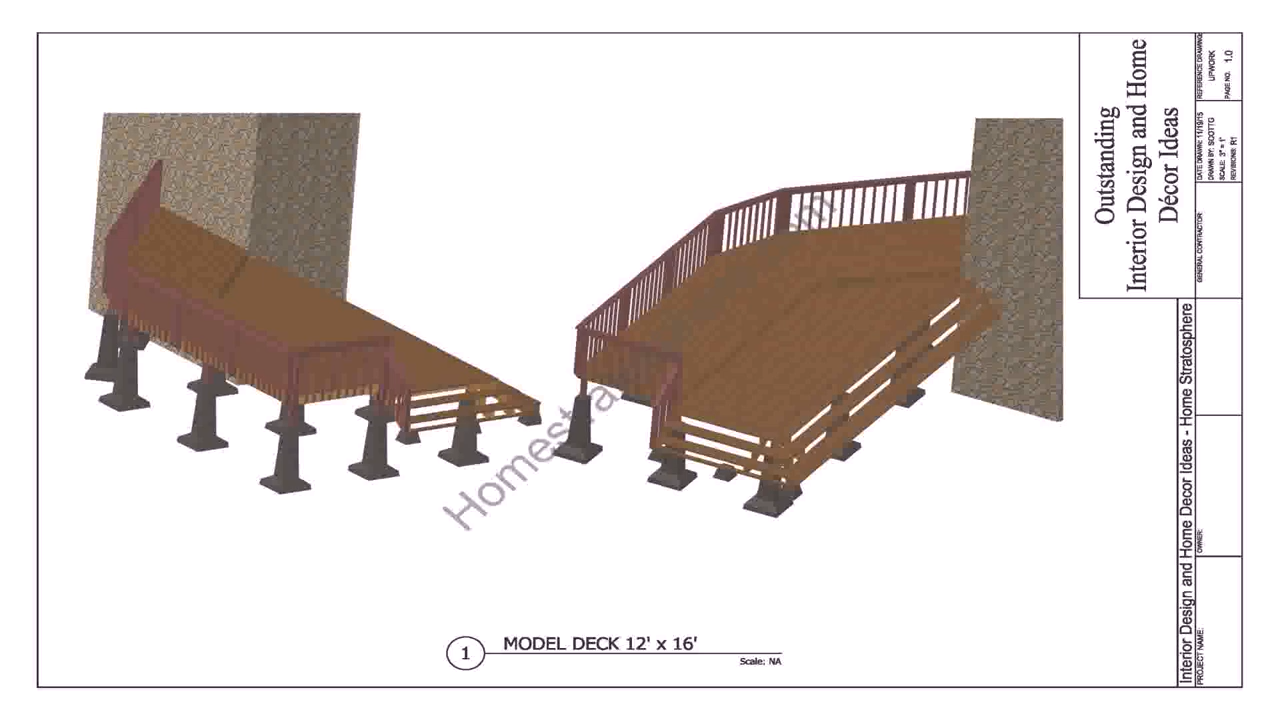 Outstanding
Interior Design and Home
Décor Ideas
REFERENCE DRAWING:
UPWORK
PAGE NO. 1.0
DATE DRAWN: 11/19/15
DRAWN BY: SCOTTG
SCALE: 3" = 1"
REVISION#: R1
GENERAL CONTRACTOR:
Interior Design and Home Decor Ideas - Home Stratosphere
OWNER:
PROJECT NAME:
1
MODEL DECK 12' x 16'
Scale: NA